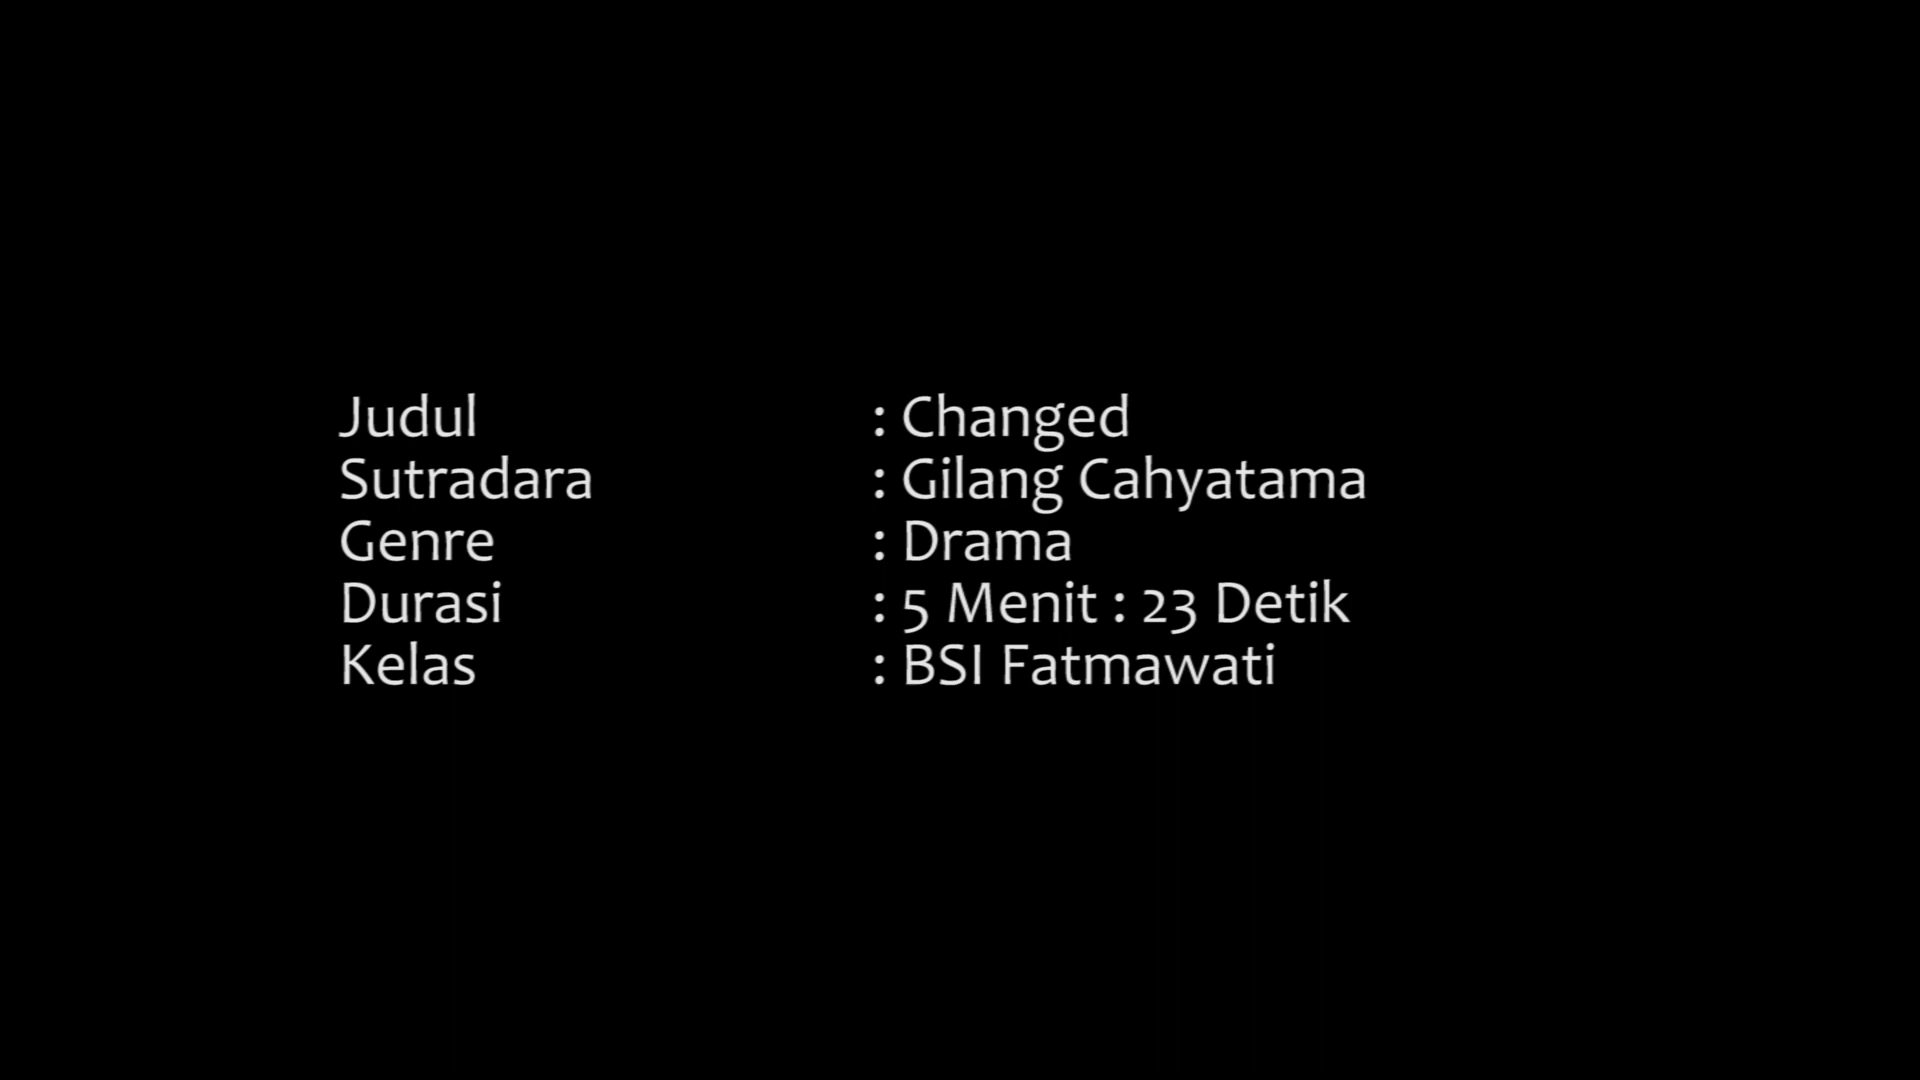 Judul : Changed
Sutradara : Gilang Cahyatama
Genre : Drama
Durasi : 5 Menit : 23 Detik
Kelas : BSI Fatmawati